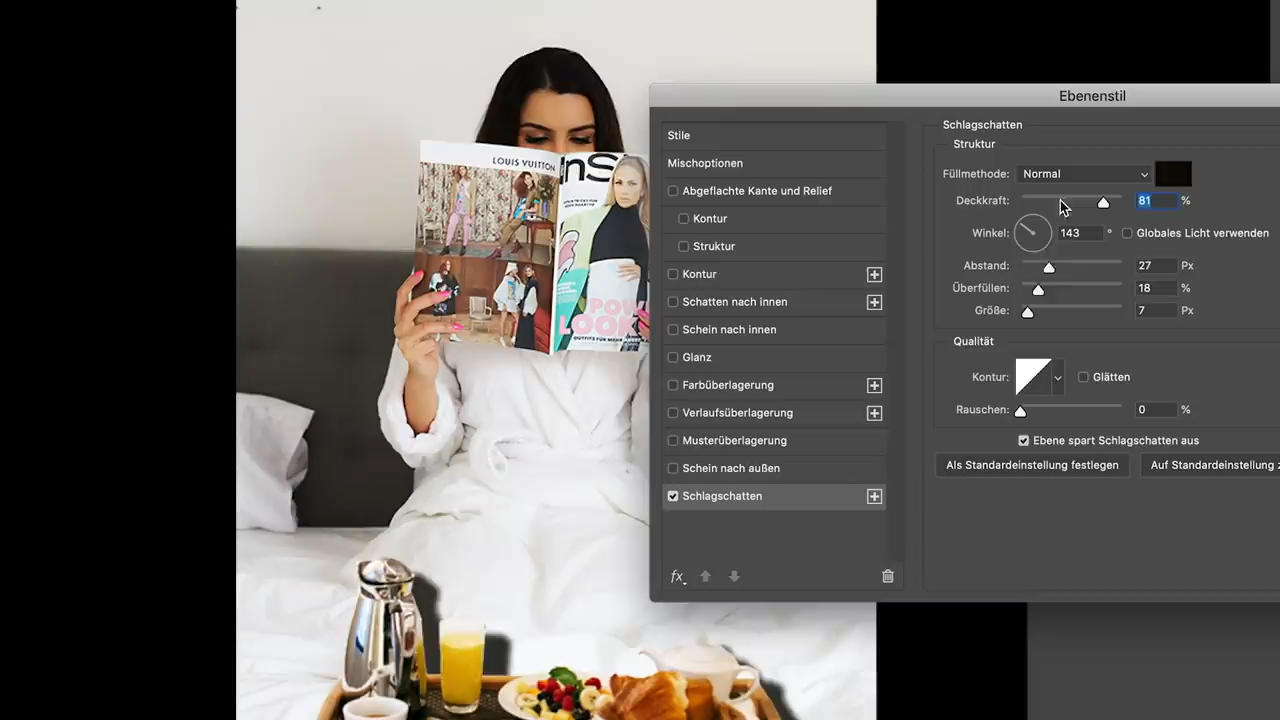 LOUIS VUITTON
InS
POW
LOOKS
Ebenenstil
Stile
Mischoptionen
Abgeflachte Kante und Relief
Kontur
Struktur
Kontur
Schatten nach innen
Schein nach innen
Glanz
Farbüberlagerung
Verlaufsüberlagerung
Musterüberlagerung
Schein nach außen
Schlagschatten
fx
Schlagschatten
Struktur
Füllmethode: Normal
Deckkraft: 81 %
Winkel: 143 ° Globales Licht verwenden
Abstand: 27 Px
Überfüllen: 18 %
Größe: 7 Px
Qualität
Kontur: Glätten
Rauschen: 0 %
Ebene spart Schlagschatten aus
Als Standardeinstellung festlegen
Auf Standardeinstellung z